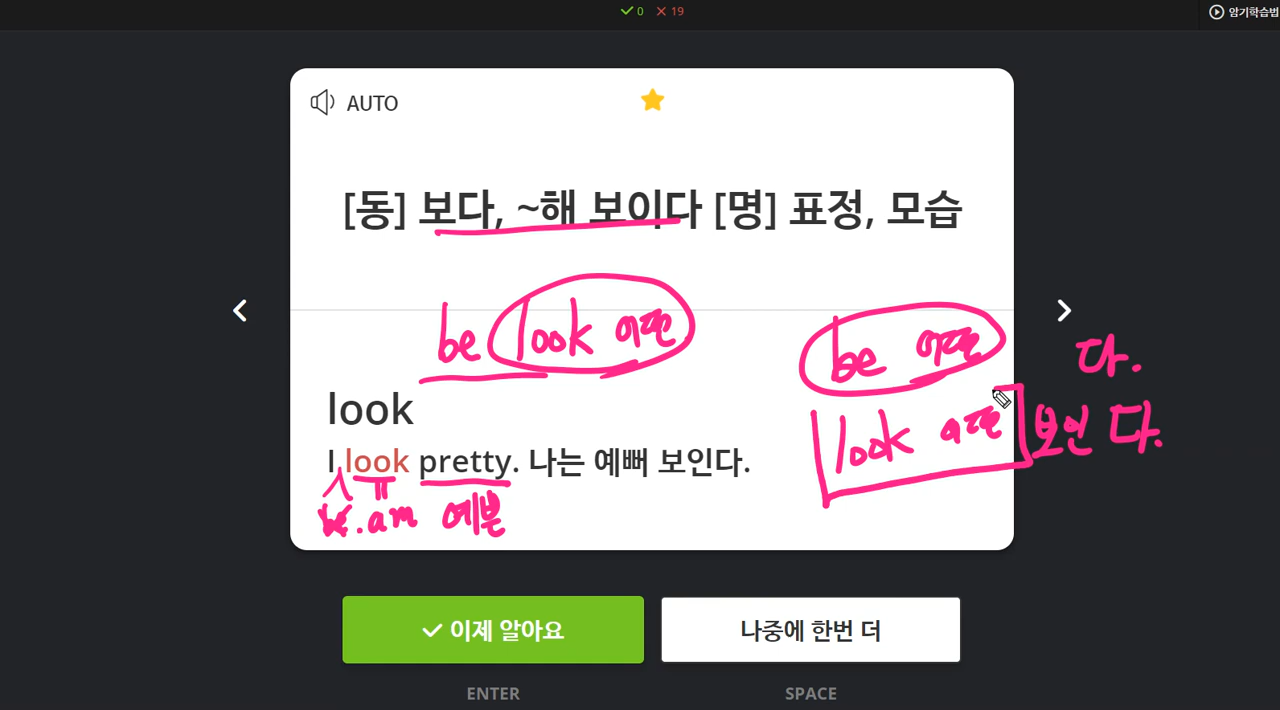 0 19
암기학습법
AUTO
[동] 보다, ~해 보이다 [명] 표정, 모습
be look 어떤
be 어떤 다.
look 어떤 보인 다.
look
I look pretty. 나는 예뻐 보인다.
be. am 예쁜
이제 알아요
나중에 한번 더
ENTER
SPACE